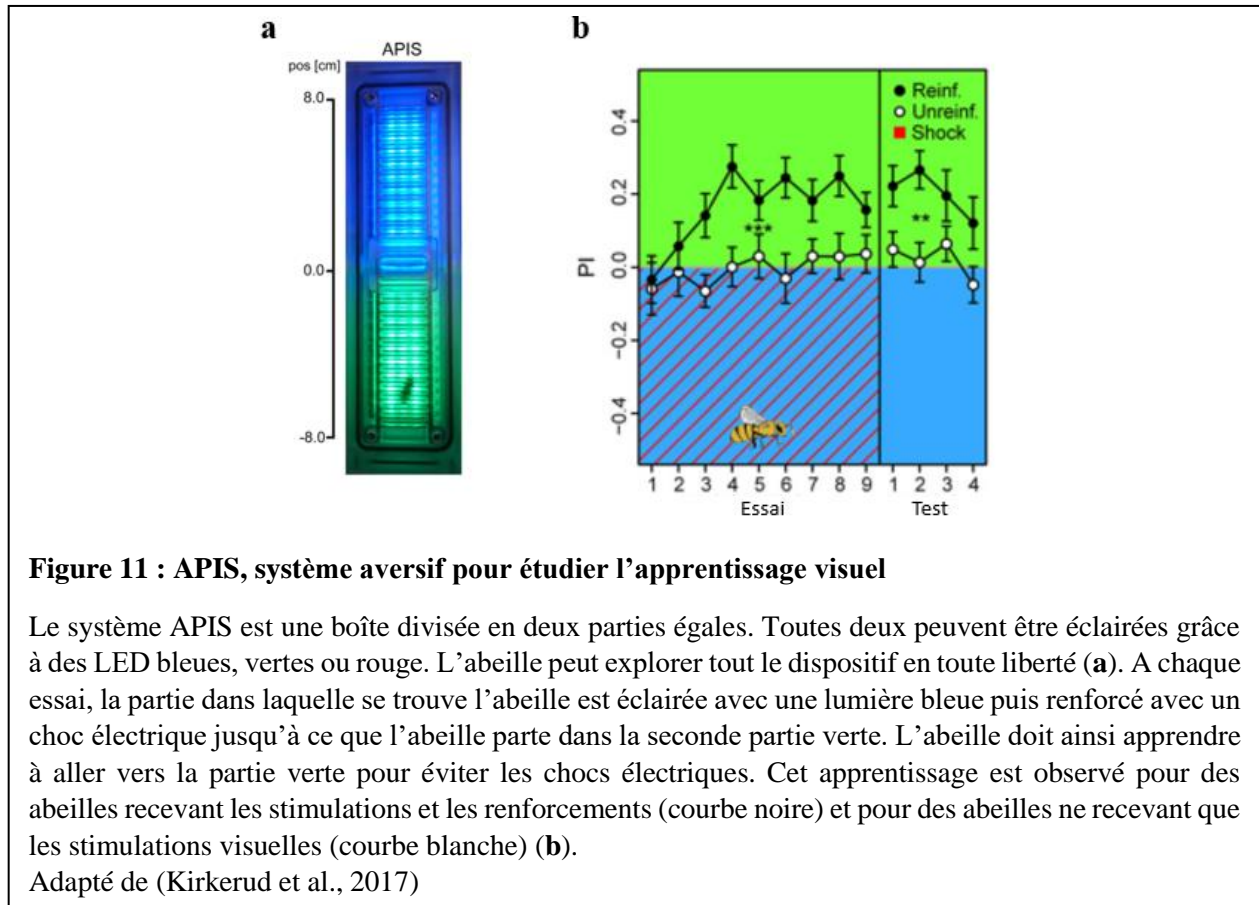 a
APIS
pos [cm]
8.0
0.0
-8.0
b
PI
0.4
0.2
0.0
−0.2
−0.4
Reinf.
Unreinf.
Shock
***
**
1 2 3 4 5 6 7 8 9 1 2 3 4
Essai Test
Figure 11 : APIS, système aversif pour étudier l’apprentissage visuel
Le système APIS est une boîte divisée en deux parties égales. Toutes deux peuvent être éclairées grâce
à des LED bleues, vertes ou rouge. L’abeille peut explorer tout le dispositif en toute liberté (a). A chaque
essai, la partie dans laquelle se trouve l’abeille est éclairée avec une lumière bleue puis renforcé avec un
choc électrique jusqu’à ce que l’abeille parte dans la seconde partie verte. L’abeille doit ainsi apprendre
à aller vers la partie verte pour éviter les chocs électriques. Cet apprentissage est observé pour des
abeilles recevant les stimulations et les renforcements (courbe noire) et pour des abeilles ne recevant que
les stimulations visuelles (courbe blanche) (b).
Adapté de (Kirkerud et al., 2017)